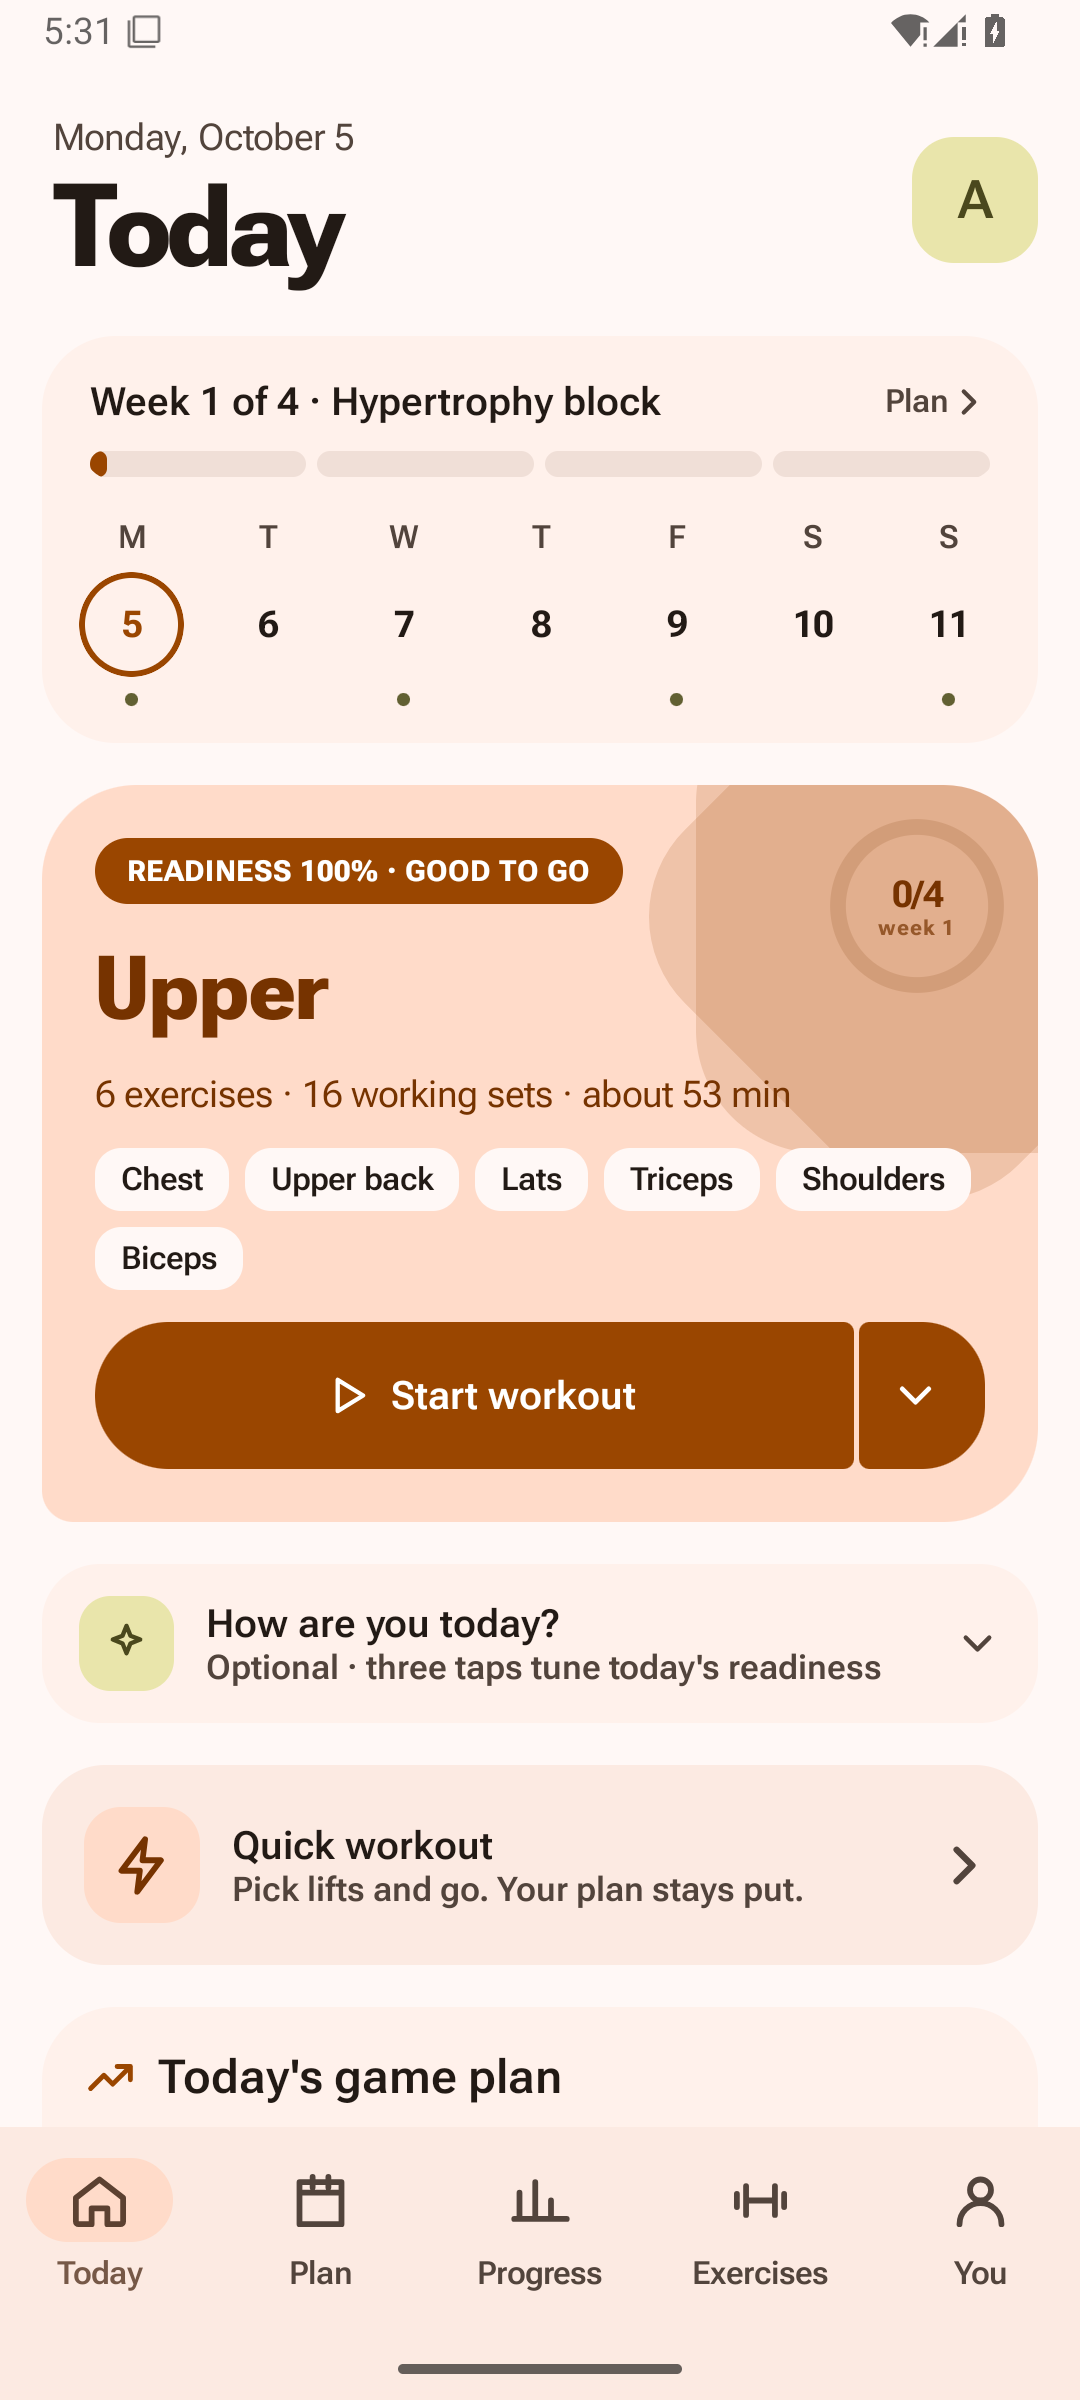 5:31
Monday, October 5
Today
A
Week 1 of 4 · Hypertrophy block
Plan
M T W T F S S
5 6 7 8 9 10 11
READINESS 100% · GOOD TO GO
0/4
week 1
Upper
6 exercises · 16 working sets · about 53 min
Chest Upper back Lats Triceps Shoulders
Biceps
Start workout
How are you today?
Optional · three taps tune today's readiness
Quick workout
Pick lifts and go. Your plan stays put.
Today's game plan
Today Plan Progress Exercises You